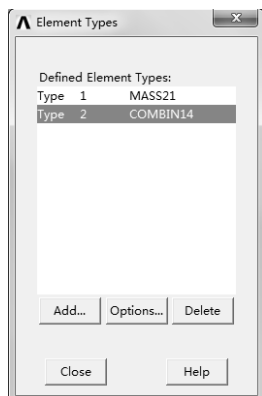 Element Types
Defined Element Types:
Type 1 MASS21
Type 2 COMBIN14
Add... Options... Delete
Close Help